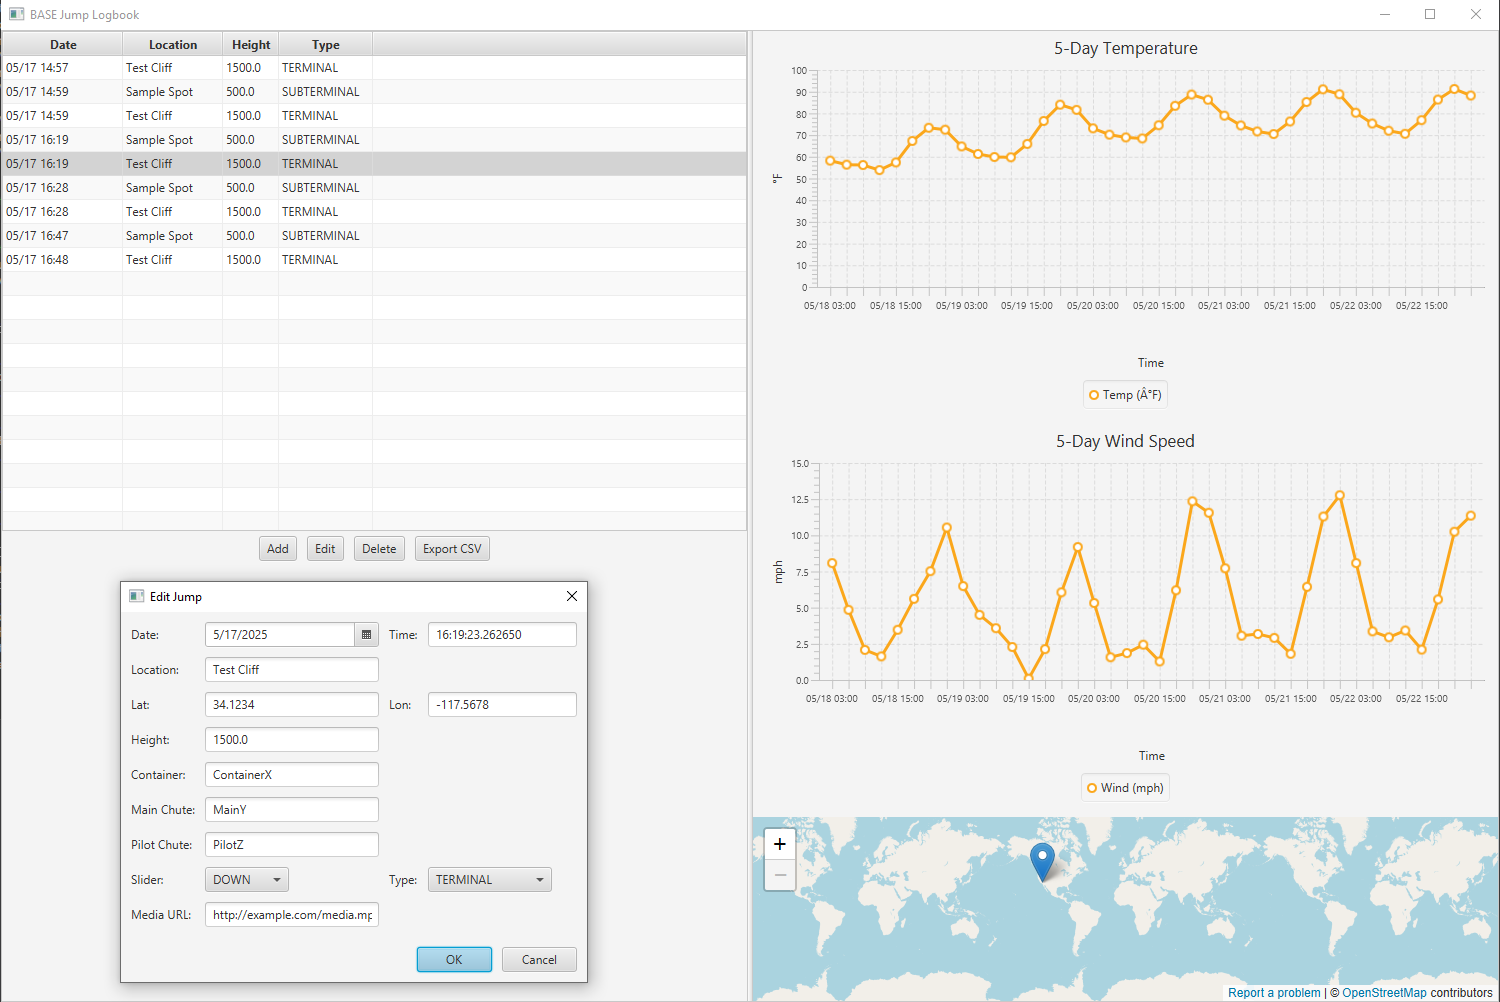 BASE Jump Logbook
Date Location Height Type
05/17 14:57 Test Cliff 1500.0 TERMINAL
05/17 14:59 Sample Spot 500.0 SUBTERMINAL
05/17 14:59 Test Cliff 1500.0 TERMINAL
05/17 16:19 Sample Spot 500.0 SUBTERMINAL
05/17 16:19 Test Cliff 1500.0 TERMINAL
05/17 16:28 Sample Spot 500.0 SUBTERMINAL
05/17 16:28 Test Cliff 1500.0 TERMINAL
05/17 16:47 Sample Spot 500.0 SUBTERMINAL
05/17 16:48 Test Cliff 1500.0 TERMINAL
Add Edit Delete Export CSV
Edit Jump
Date: 5/17/2025 Time: 16:19:23.262650
Location: Test Cliff
Lat: 34.1234 Lon: -117.5678
Height: 1500.0
Container: ContainerX
Main Chute: MainY
Pilot Chute: PilotZ
Slider: DOWN Type: TERMINAL
Media URL: http://example.com/media.mp
OK Cancel
5-Day Temperature
100
90
80
70
60
50
40
30
20
10
0
°F
05/18 03:00 05/18 15:00 05/19 03:00 05/19 15:00 05/20 03:00 05/20 15:00 05/21 03:00 05/21 15:00 05/22 03:00 05/22 15:00
Time
Temp (Â°F)
5-Day Wind Speed
15.0
12.5
10.0
7.5
5.0
2.5
0.0
mph
05/18 03:00 05/18 15:00 05/19 03:00 05/19 15:00 05/20 03:00 05/20 15:00 05/21 03:00 05/21 15:00 05/22 03:00 05/22 15:00
Time
Wind (mph)
+
−
Report a problem | © OpenStreetMap contributors